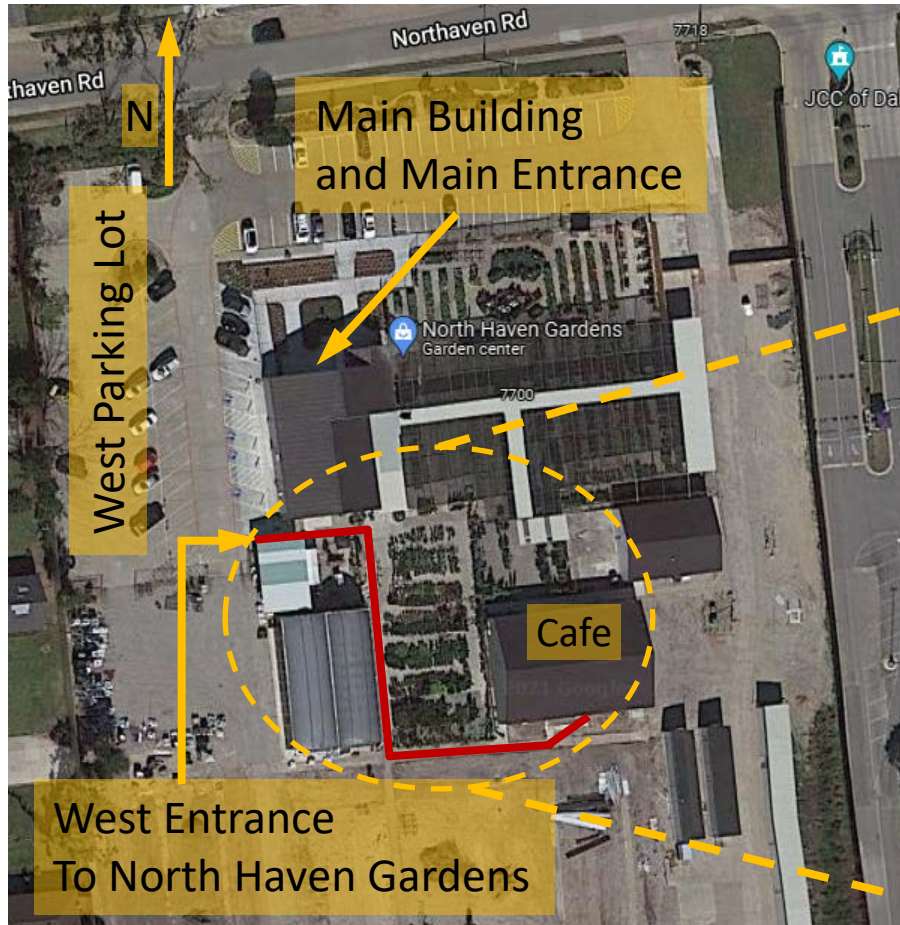 Northaven Rd
7718
thaven Rd
JCC of Dal
N
Main Building
and Main Entrance
West Parking Lot
North Haven Gardens
Garden center
7700
Cafe
West Entrance
To North Haven Gardens